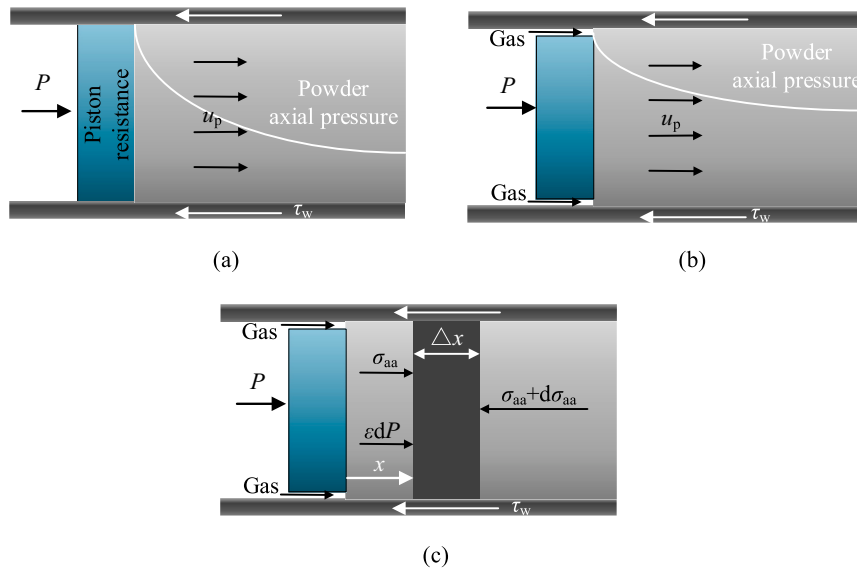 P
Piston
resistance
u_p
Powder
axial pressure
τ_w
(a)
Gas
P
Gas
u_p
Powder
axial pressure
τ_w
(b)
Gas
P
Gas
σ_aa
εdP
x
△x
σ_aa+dσ_aa
τ_w
(c)